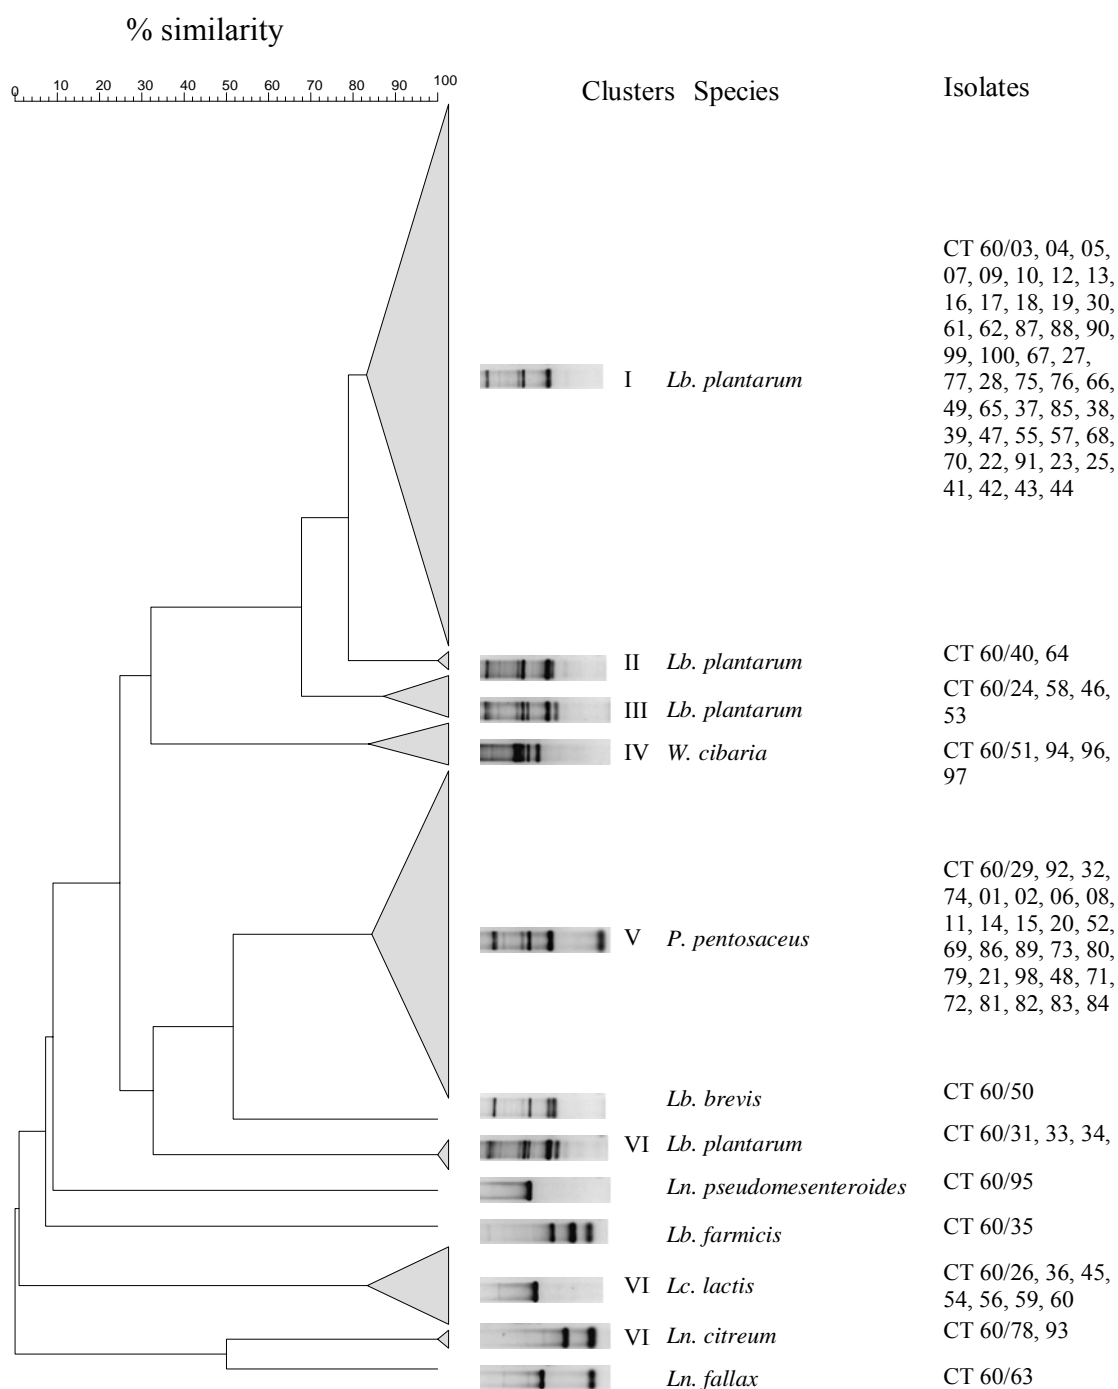 % similarity
0 10 20 30 40 50 60 70 80 90 100
Clusters Species Isolates
CT 60/03, 04, 05,
07, 09, 10, 12, 13,
16, 17, 18, 19, 30,
61, 62, 87, 88, 90,
99, 100, 67, 27,
77, 28, 75, 76, 66,
49, 65, 37, 85, 38,
39, 47, 55, 57, 68,
70, 22, 91, 23, 25,
41, 42, 43, 44
I Lb. plantarum
II Lb. plantarum
CT 60/40, 64
III Lb. plantarum
CT 60/24, 58, 46,
53
IV W. cibaria
CT 60/51, 94, 96,
97
V P. pentosaceus
CT 60/29, 92, 32,
74, 01, 02, 06, 08,
11, 14, 15, 20, 52,
69, 86, 89, 73, 80,
79, 21, 98, 48, 71,
72, 81, 82, 83, 84
Lb. brevis
CT 60/50
VI Lb. plantarum
CT 60/31, 33, 34,
Ln. pseudomesenteroides
CT 60/95
Lb. farmicis
CT 60/35
VI Lc. lactis
CT 60/26, 36, 45,
54, 56, 59, 60
VI Ln. citreum
CT 60/78, 93
Ln. fallax
CT 60/63